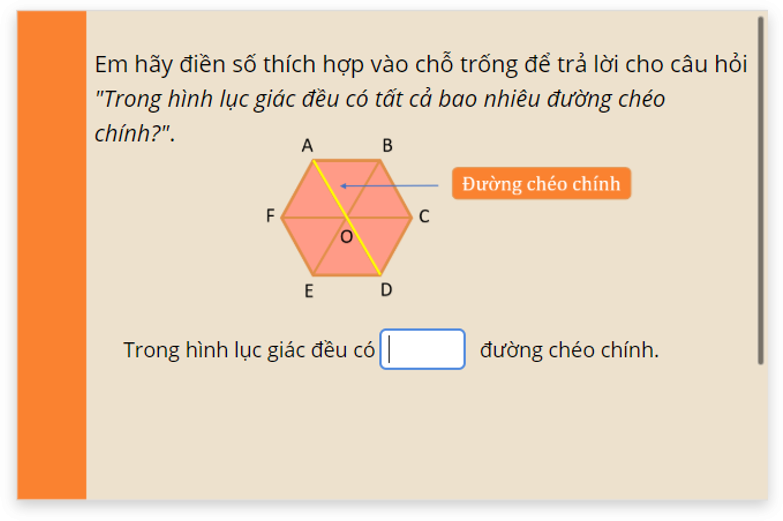 Em hãy điền số thích hợp vào chỗ trống để trả lời cho câu hỏi
"Trong hình lục giác đều có tất cả bao nhiêu đường chéo
chính?".
A
B
Đường chéo chính
F
C
O
E
D
Trong hình lục giác đều có đường chéo chính.